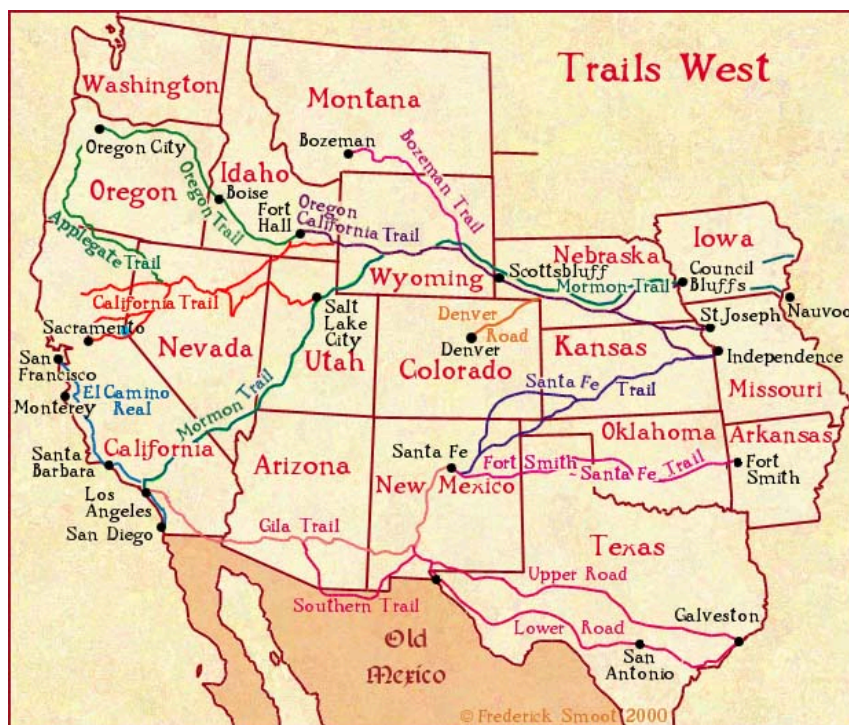 Trails West
Washington
Montana
Bozeman
Bozeman Trail
Oregon City
Idaho
Oregon
Oregon Trail
Boise
Fort
Hall
Oregon
California Trail
Applegate Trail
Wyoming
Scottsbluff
Nebraska
Mormon Trail
Iowa
Council
Bluffs
Nauvoo
California Trail
Salt
Lake
City
Denver
Road
Denver
St Joseph
Sacramento
San
Francisco
Nevada
Utah
Colorado
Kansas
Independence
El Camino
Real
Monterey
Mormon Trail
Santa Fe
Trail
Missouri
Santa
Barbara
California
Arizona
Santa Fe
New Mexico
Oklahoma
Arkansas
Fort Smith - Santa Fe Trail
Fort
Smith
Los
Angeles
San Diego
Gila Trail
Texas
Upper Road
Southern Trail
Lower Road
Galveston
San
Antonio
Old
Mexico
© Frederick Smoot 2000